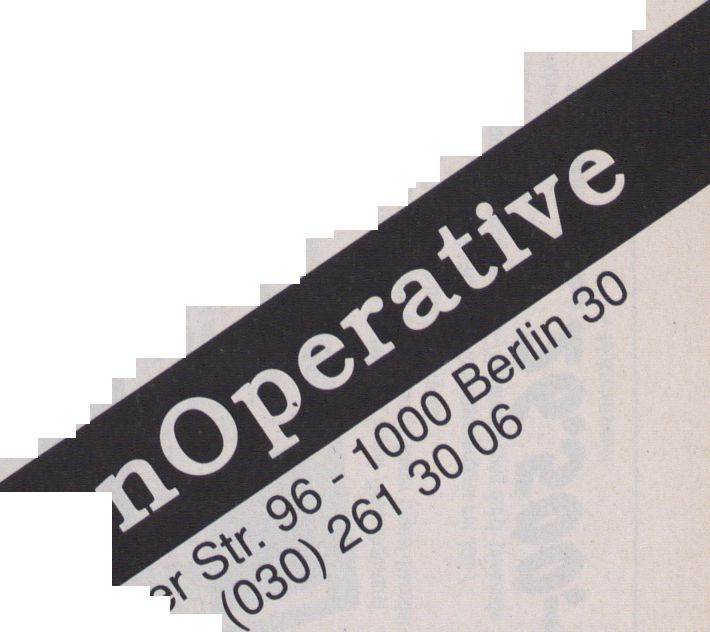 nOperative
er Str. 96 - 1000 Berlin 30
(030) 261 30 06